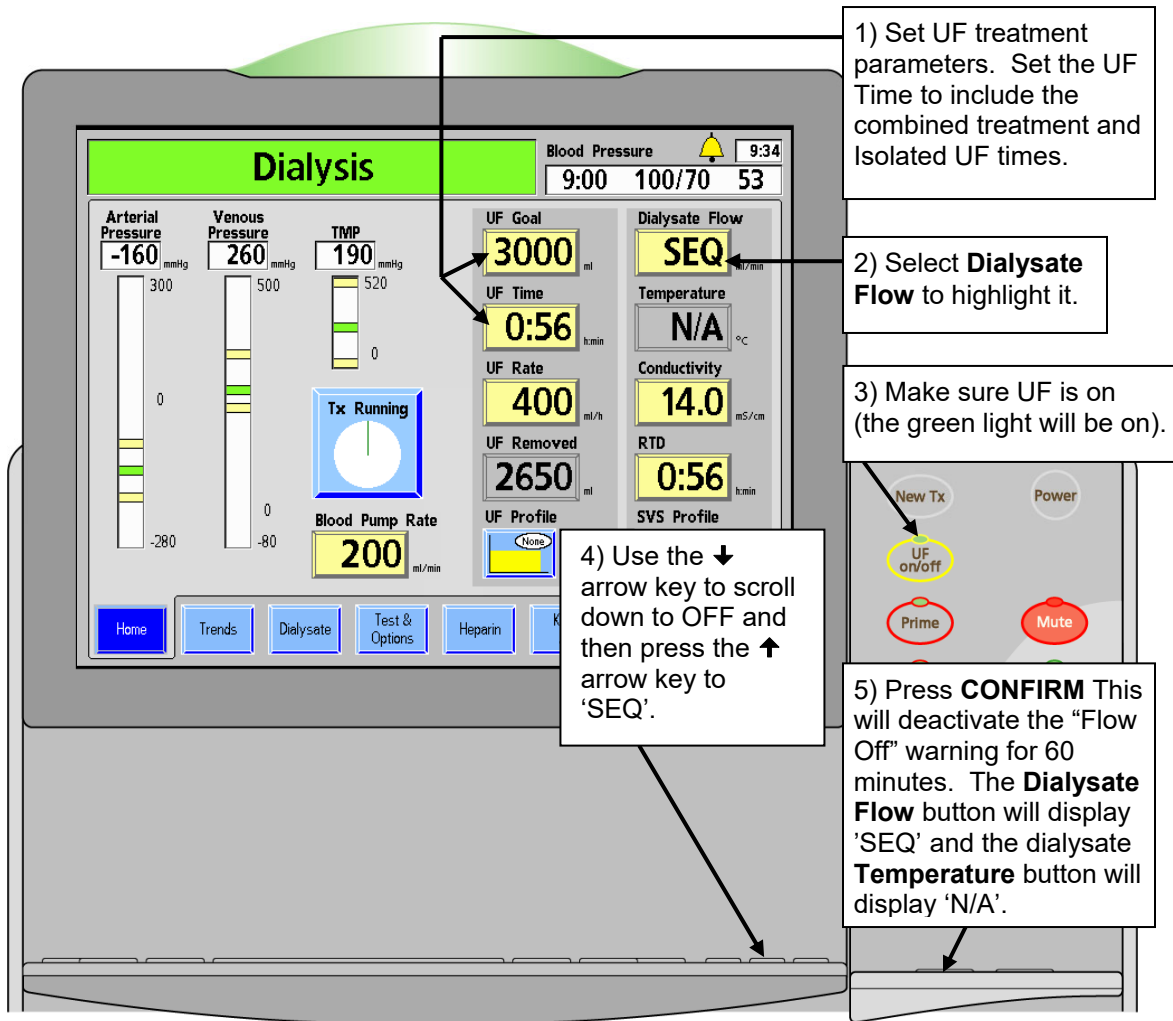 1) Set UF treatment
parameters.  Set the UF
Time to include the
combined treatment and
Isolated UF times.
Dialysis
Blood Pressure
9:34
9:00 100/70 53
Arterial
Pressure
-160 mmHg
300
0
-280
Venous
Pressure
260 mmHg
500
0
-80
TMP
190 mmHg
520
0
Tx Running
Blood Pump Rate
200 ml/min
UF Goal
3000 ml
UF Time
0:56 h:min
UF Rate
400 ml/h
UF Removed
2650 ml
UF Profile
None
Dialysate Flow
SEQ ml/min
Temperature
N/A °C
Conductivity
14.0 mS/cm
RTD
0:56 h:min
SVS Profile
Home
Trends
Dialysate
Test &
Options
Heparin
2) Select Dialysate
Flow to highlight it.
3) Make sure UF is on
(the green light will be on).
New Tx
Power
UF
on/off
Prime
Mute
4) Use the ↓
arrow key to scroll
down to OFF and
then press the ↑
arrow key to
‘SEQ’.
5) Press CONFIRM This
will deactivate the “Flow
Off” warning for 60
minutes.  The Dialysate
Flow button will display
’SEQ’ and the dialysate
Temperature button will
display ‘N/A’.